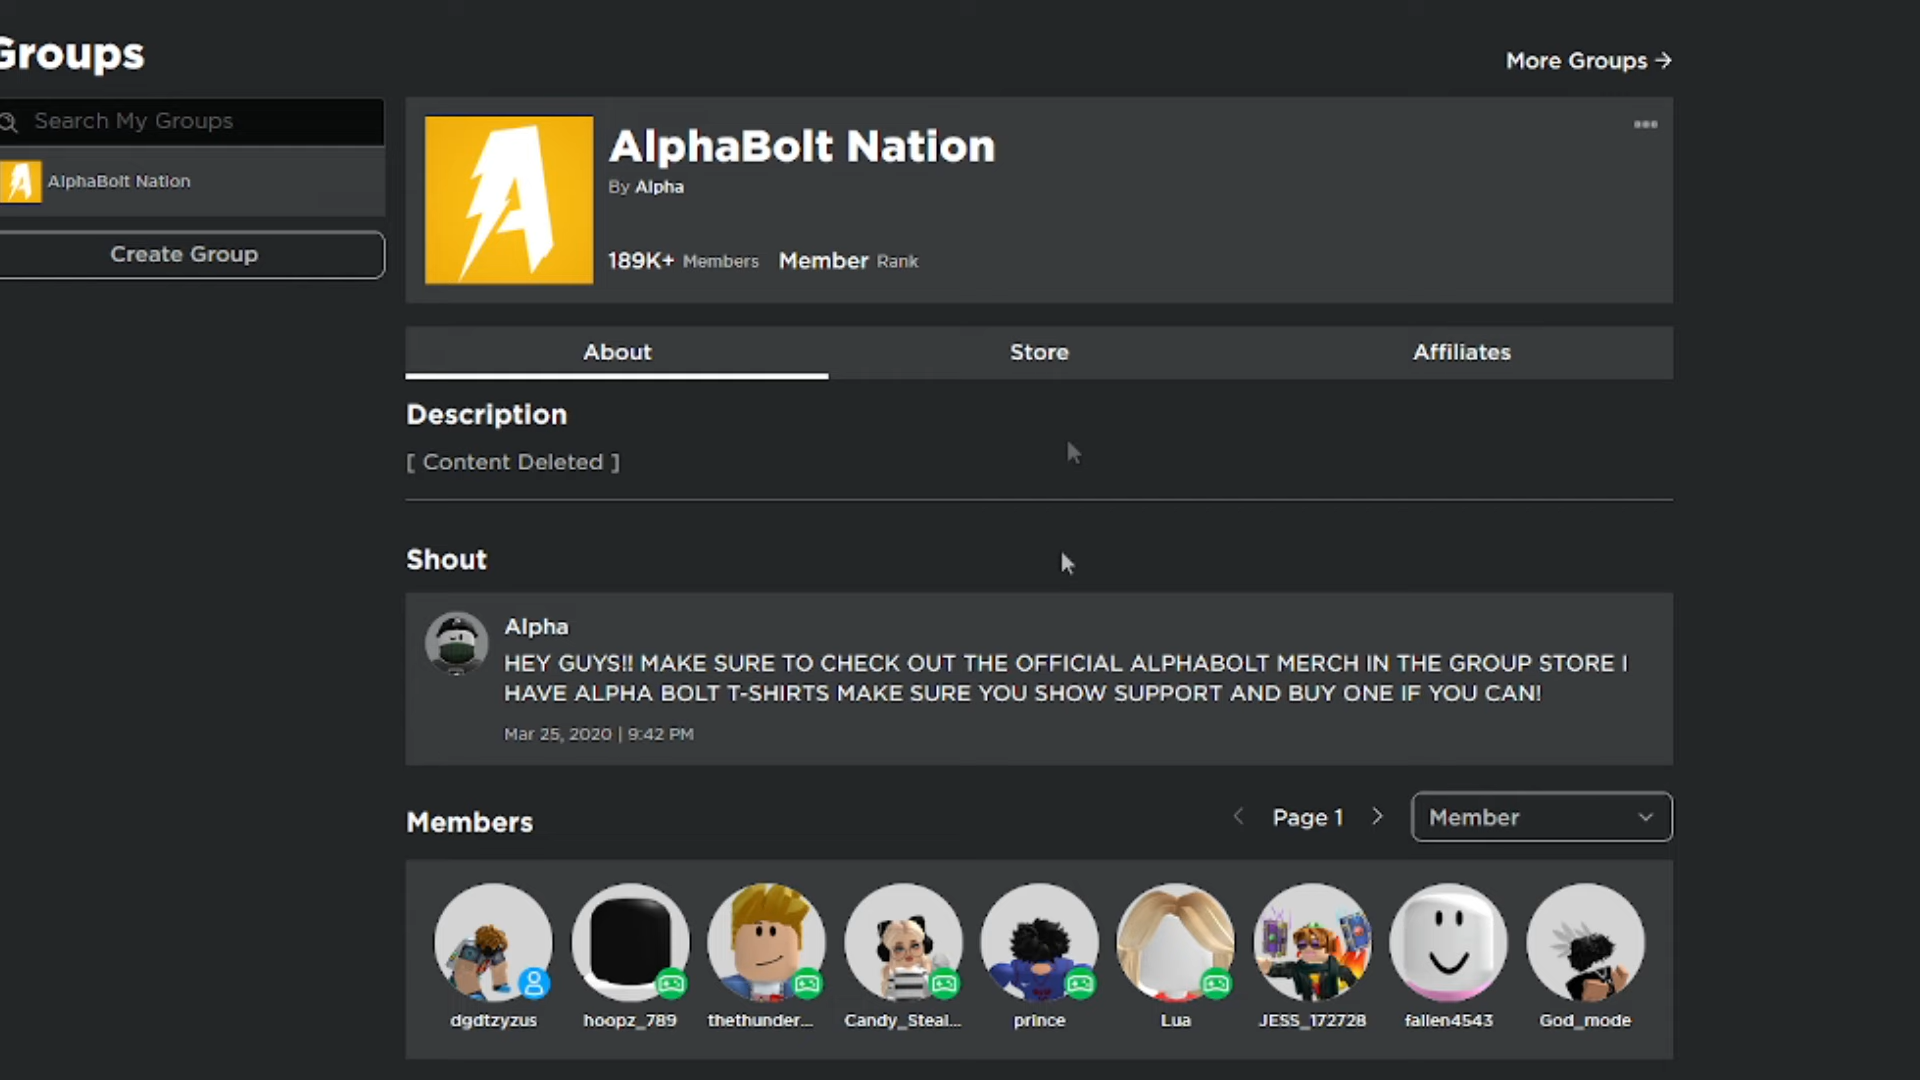 Groups
More Groups →
Search My Groups
AlphaBolt Nation
Create Group
AlphaBolt Nation
By Alpha
189K+ Members Member Rank
About Store Affiliates
Description
[ Content Deleted ]
Shout
Alpha
HEY GUYS!! MAKE SURE TO CHECK OUT THE OFFICIAL ALPHABOLT MERCH IN THE GROUP STORE I
HAVE ALPHA BOLT T-SHIRTS MAKE SURE YOU SHOW SUPPORT AND BUY ONE IF YOU CAN!
Mar 25, 2020 | 9:42 PM
Members
Page 1
Member
dgdtzyzus hoopz_789 thethunder... Candy_Steal... prince Lua JESS_172728 fallen4543 God_mode